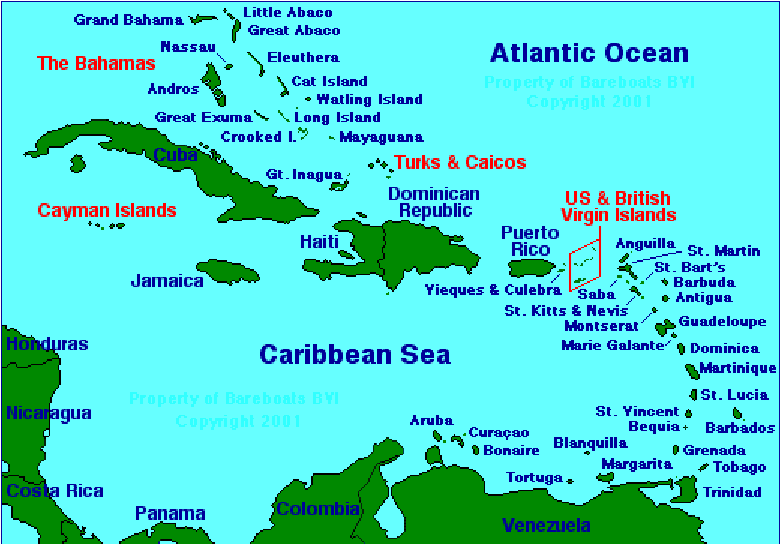 Little Abaco
Grand Bahama
Great Abaco
Nassau
Eleuthera
Atlantic Ocean
The Bahamas
Cat Island
Property of Bareboats BVI
Andros
Watling Island
Copyright 2001
Great Exuma
Long Island
Crooked I.
Mayaguana
Cuba
Turks & Caicos
Gt. Inagua
Dominican
Republic
US & British
Virgin Islands
Cayman Islands
Puerto
Rico
Haiti
Anguilla
St. Martin
St. Bart's
Jamaica
Yieques & Culebra
Saba
Barbuda
St. Kitts & Nevis
Antigua
Montserrat
Guadeloupe
Honduras
Marie Galante
Dominica
Caribbean Sea
Martinique
Property of Bareboats BVI
St. Lucia
Nicaragua
Copyright 2001
St. Yincent
Aruba
Bequia
Barbados
Curaçao
Blanquilla
Bonaire
Grenada
Margarita
Tobago
Tortuga
Costa Rica
Trinidad
Panama
Colombia
Venezuela